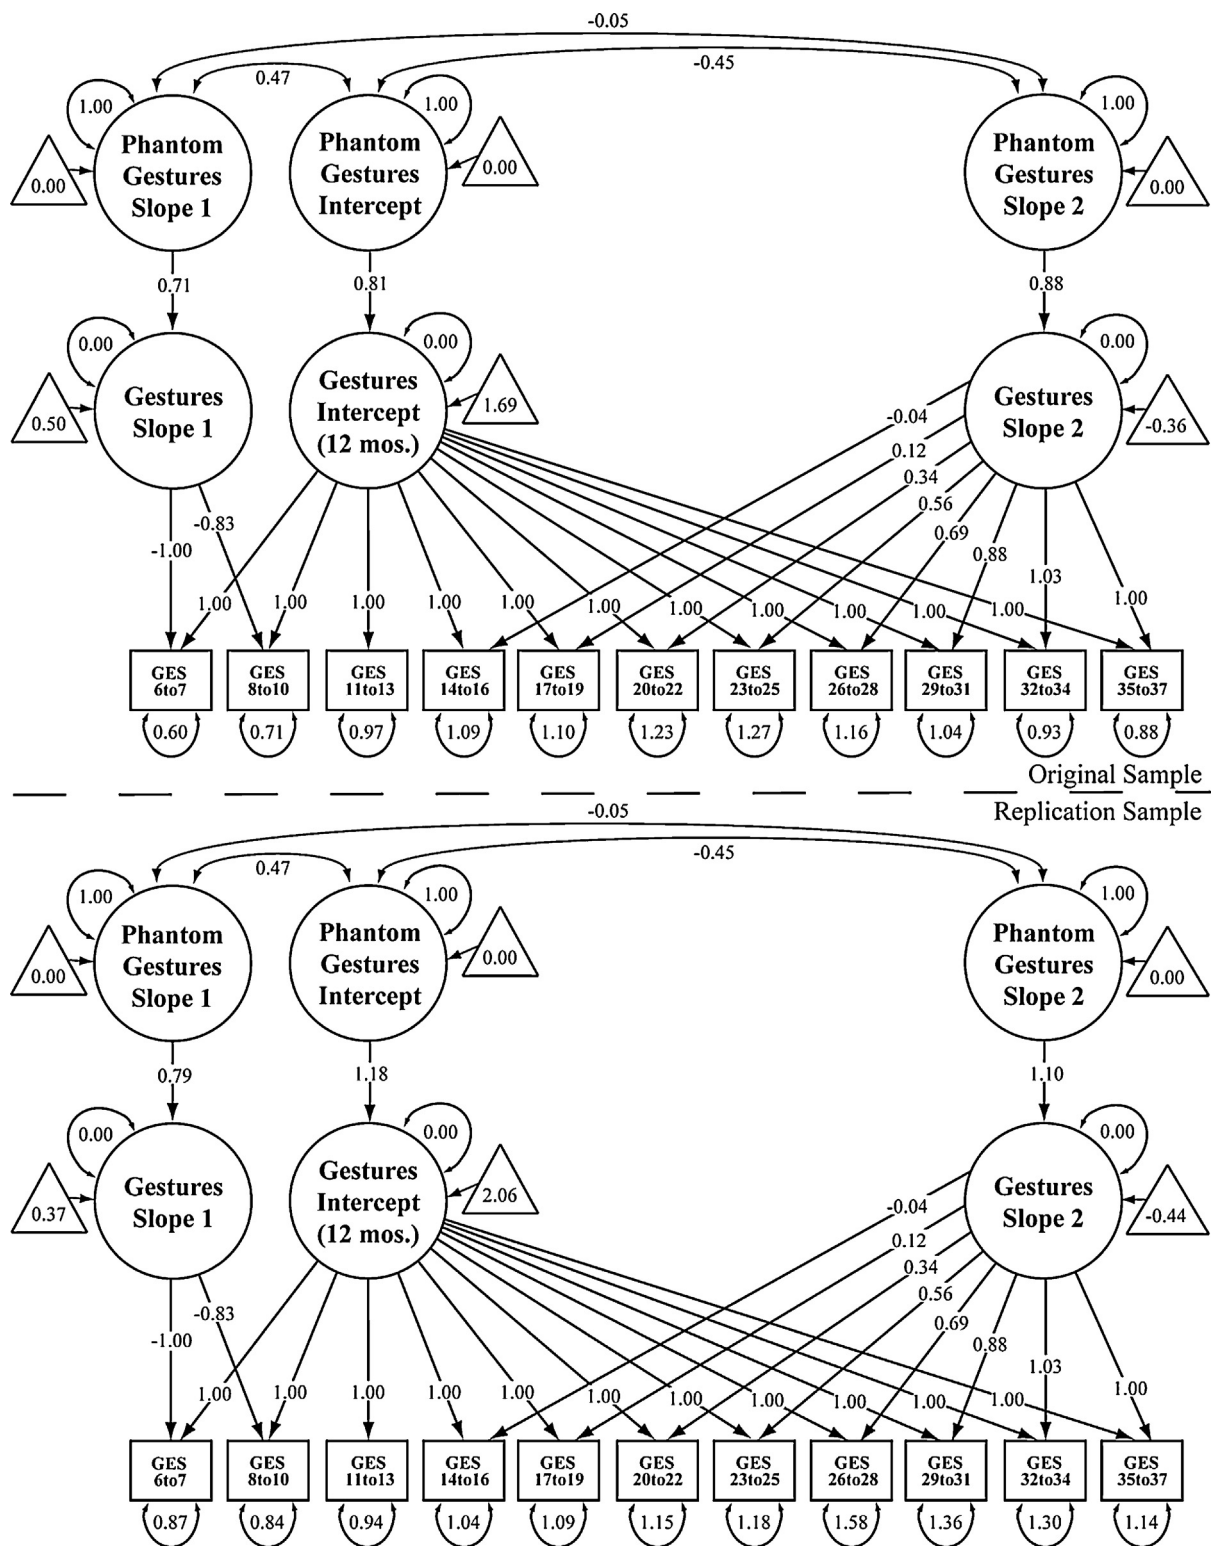 -0.05
0.47
-0.45
1.00
1.00
1.00
Phantom
Gestures
Slope 1
Phantom
Gestures
Intercept
Phantom
Gestures
Slope 2
0.00
0.00
0.00
0.71
0.81
0.88
0.00
0.00
0.00
Gestures
Slope 1
Gestures
Intercept
(12 mos.)
Gestures
Slope 2
0.50
1.69
-0.36
-0.04
0.12
0.34
0.56
0.69
0.88
1.03
1.00
-1.00
-0.83
1.00
1.00
1.00
1.00
1.00
1.00
1.00
1.00
1.00
1.00
1.00
GES
6to7
GES
8to10
GES
11to13
GES
14to16
GES
17to19
GES
20to22
GES
23to25
GES
26to28
GES
29to31
GES
32to34
GES
35to37
0.60
0.71
0.97
1.09
1.10
1.23
1.27
1.16
1.04
0.93
0.88
Original Sample
Replication Sample
-0.05
0.47
-0.45
1.00
1.00
1.00
Phantom
Gestures
Slope 1
Phantom
Gestures
Intercept
Phantom
Gestures
Slope 2
0.00
0.00
0.00
0.79
1.18
1.10
0.00
0.00
0.00
Gestures
Slope 1
Gestures
Intercept
(12 mos.)
Gestures
Slope 2
0.37
2.06
-0.44
-0.04
0.12
0.34
0.56
0.69
0.88
1.03
1.00
-1.00
-0.83
1.00
1.00
1.00
1.00
1.00
1.00
1.00
1.00
1.00
1.00
1.00
GES
6to7
GES
8to10
GES
11to13
GES
14to16
GES
17to19
GES
20to22
GES
23to25
GES
26to28
GES
29to31
GES
32to34
GES
35to37
0.87
0.84
0.94
1.04
1.09
1.15
1.18
1.58
1.36
1.30
1.14